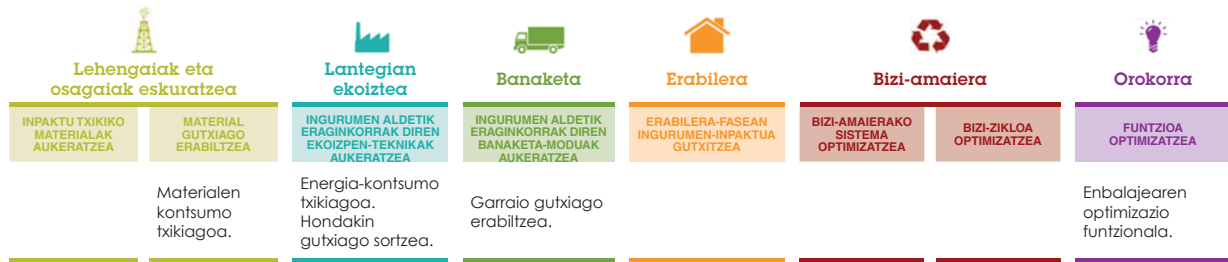 Lehengaiak eta
osagaiak eskuratzea
Lantegian
ekoiztea
Banaketa
Erabilera
Bizi-amaiera
Orokorra
INPAKTU TXIKIKO
MATERIALAK
AUKERATZEA
MATERIAL
GUTXIAGO
ERABILTZEA
INGURUMEN ALDETIK
ERAGINKORRAK DIREN
EKOIZPEN-TEKNIKAK
AUKERATZEA
INGURUMEN ALDETIK
ERAGINKORRAK DIREN
BANAKETA-MODUAK
AUKERATZEA
ERABILERA-FASEAN
INGURUMEN-INPAKTUA
GUTXITZEA
BIZI-AMAIERAKO
SISTEMA
OPTIMIZATZEA
BIZI-ZIKLOA
OPTIMIZATZEA
FUNTZIOA
OPTIMIZATZEA
Materialen
kontsumo
txikiagoa.
Energia-kontsumo
txikiagoa.
Hondakin
gutxiago sortzea.
Garraio gutxiago
erabiltzea.
Enbalajearen
optimizazio
funtzionala.